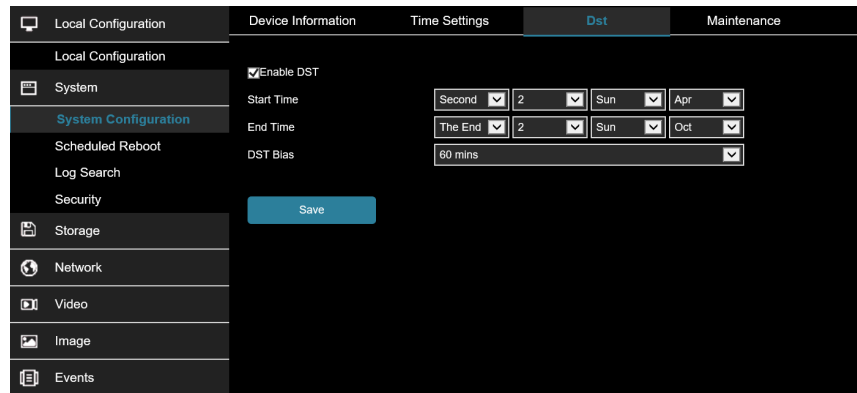 Local Configuration
Local Configuration
System
System Configuration
Scheduled Reboot
Log Search
Security
Storage
Network
Video
Image
Events
Device Information Time Settings Dst Maintenance
Enable DST
Start Time Second 2 Sun Apr
End Time The End 2 Sun Oct
DST Bias 60 mins
Save